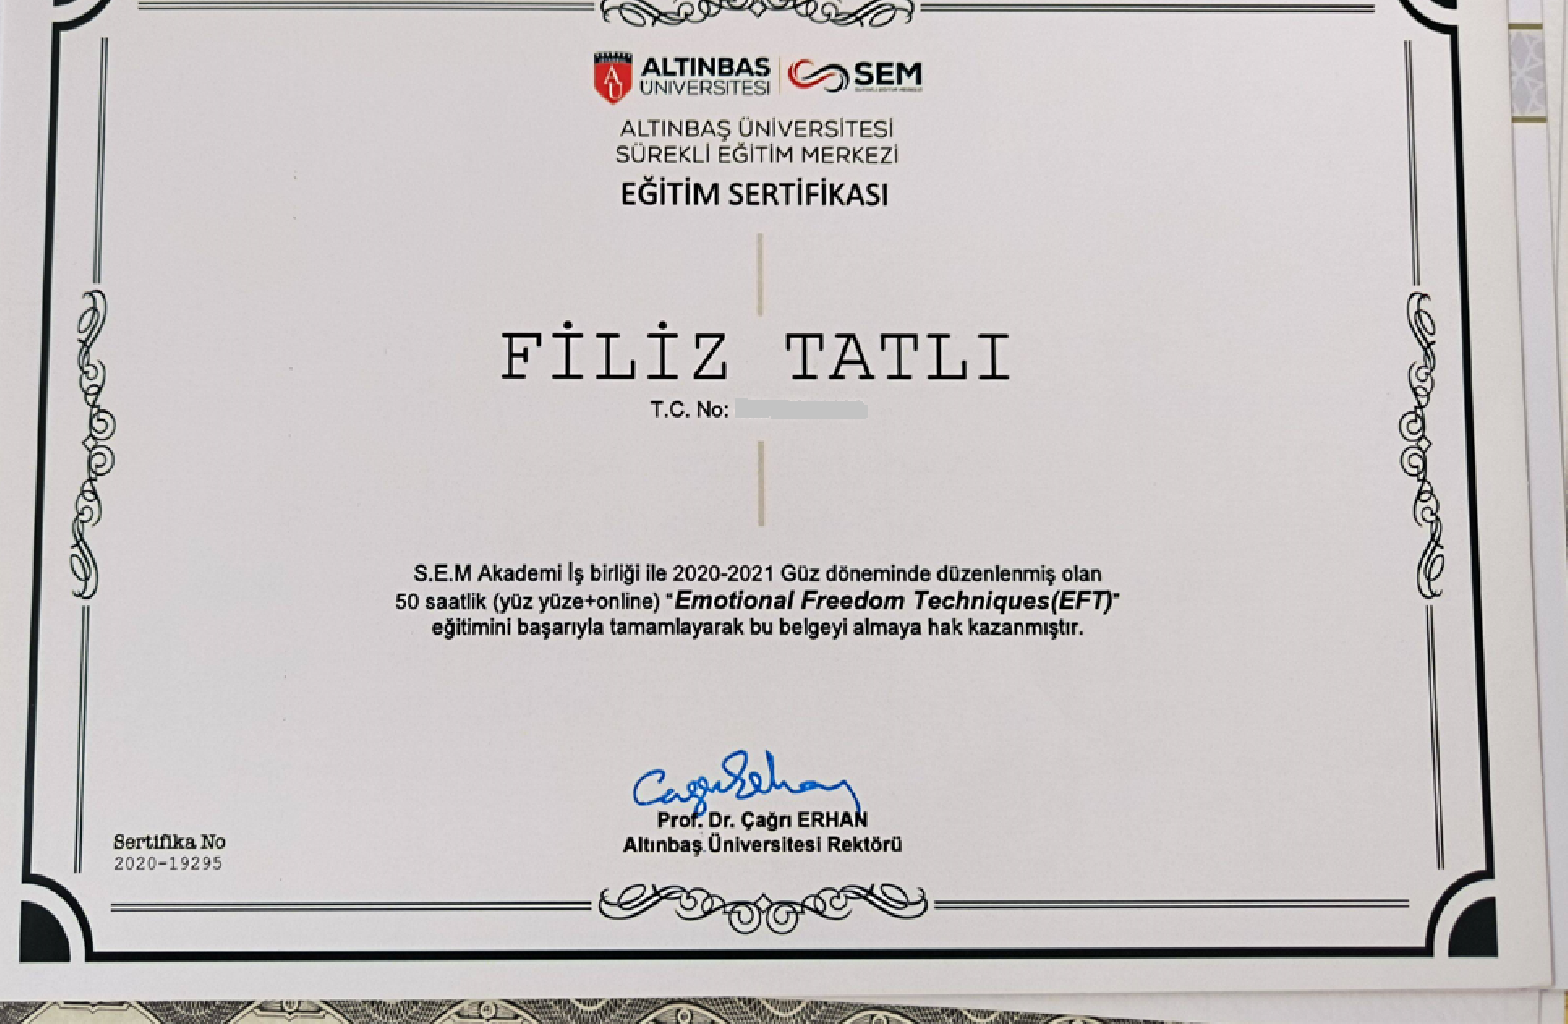 ALTINBAŞ
ÜNİVERSİTESİ
SEM
ALTINBAŞ ÜNİVERSİTESİ
SÜREKLİ EĞİTİM MERKEZİ
EĞİTİM SERTİFİKASI
FİLİZ TATLI
T.C. No:
S.E.M Akademi İş birliği ile 2020-2021 Güz döneminde düzenlenmiş olan
50 saatlik (yüz yüze+online) "Emotional Freedom Techniques(EFT)"
eğitimini başarıyla tamamlayarak bu belgeyi almaya hak kazanmıştır.
Prof. Dr. Çağrı ERHAN
Altınbaş Üniversitesi Rektörü
Sertifika No
2020-19295